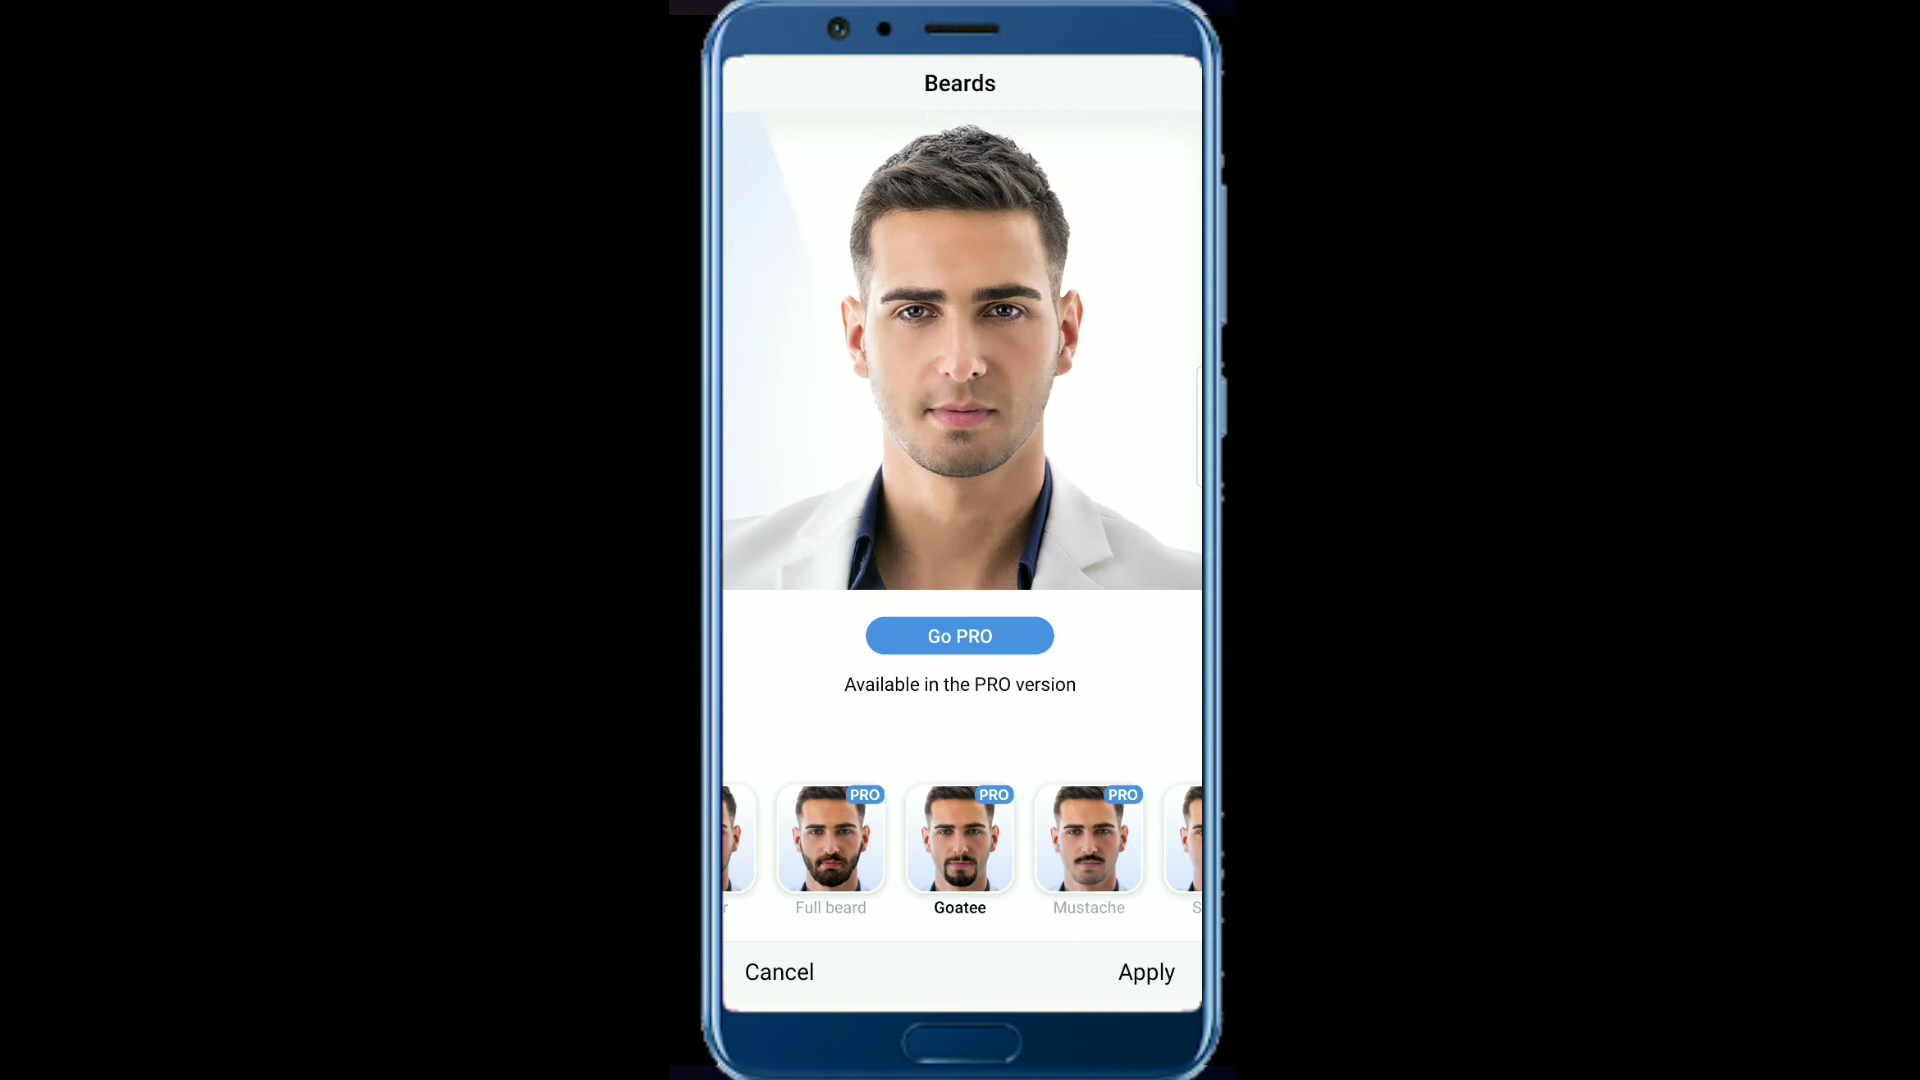 Beards
Go PRO
Available in the PRO version
PRO PRO PRO
r Full beard Goatee Mustache S
Cancel Apply